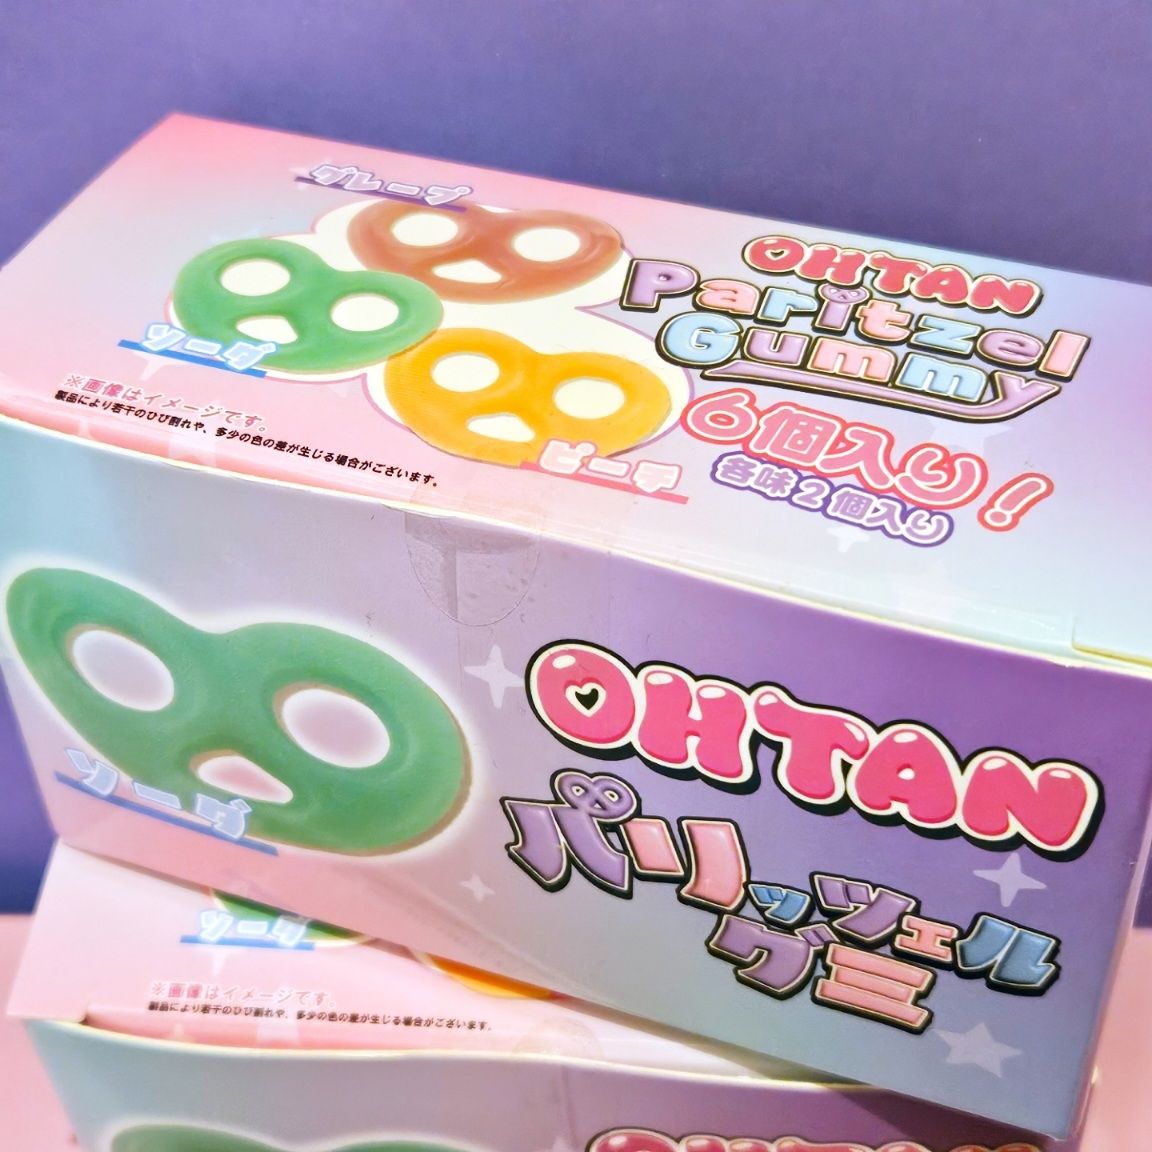 グレープ
ソーダ
ピーチ
※画像はイメージです。
製品により若干のひび割れや、多少の色の差が生じる場合がございます。
OHTAN
Paritzel
Gummy
6個入り!
各味2個入り
ソーダ
OHTAN
パリッツェル
グミ
ソーダ
※画像はイメージです。
製品により若干のひび割れや、多少の色の差が生じる場合がございます。
OHTAN